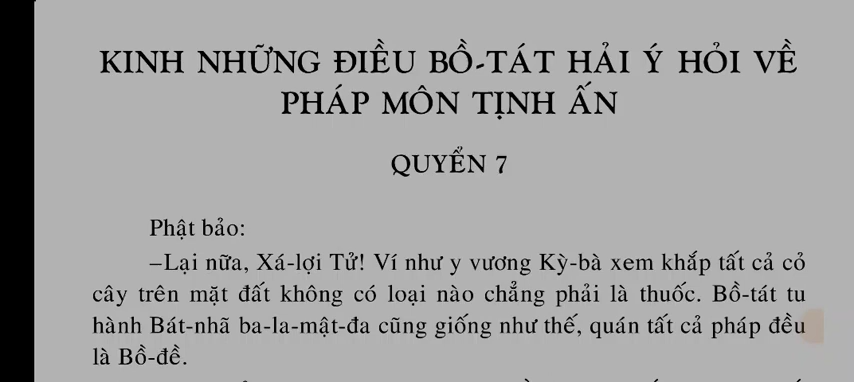 KINH NHỮNG ĐIỀU BỒ-TÁT HẢI Ý HỎI VỀ
PHÁP MÔN TỊNH ẤN
QUYỂN 7
Phật bảo:
–Lại nữa, Xá-lợi Tử! Ví như y vương Kỳ-bà xem khắp tất cả cỏ
cây trên mặt đất không có loại nào chẳng phải là thuốc. Bồ-tát tu
hành Bát-nhã ba-la-mật-đa cũng giống như thế, quán tất cả pháp đều
là Bồ-đề.